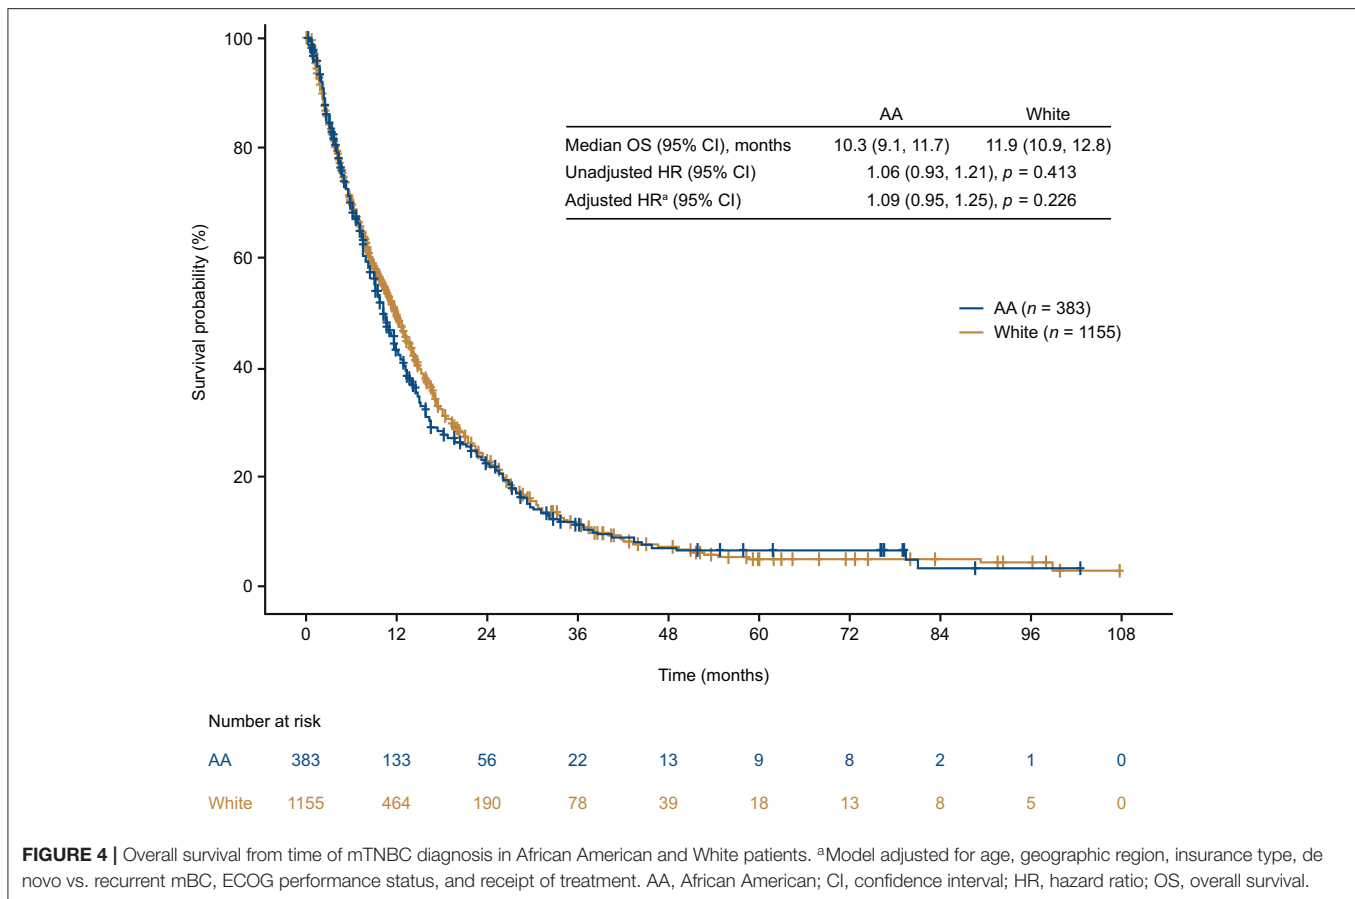 AA White
Median OS (95% CI), months 10.3 (9.1, 11.7) 11.9 (10.9, 12.8)
Unadjusted HR (95% CI) 1.06 (0.93, 1.21), p = 0.413
Adjusted HRᵃ (95% CI) 1.09 (0.95, 1.25), p = 0.226
AA (n = 383)
White (n = 1155)
Survival probability (%)
100
80
60
40
20
0
0 12 24 36 48 60 72 84 96 108
Time (months)
Number at risk
AA 383 133 56 22 13 9 8 2 1 0
White 1155 464 190 78 39 18 13 8 5 0
FIGURE 4 | Overall survival from time of mTNBC diagnosis in African American and White patients. ᵃModel adjusted for age, geographic region, insurance type, de
novo vs. recurrent mBC, ECOG performance status, and receipt of treatment. AA, African American; CI, confidence interval; HR, hazard ratio; OS, overall survival.